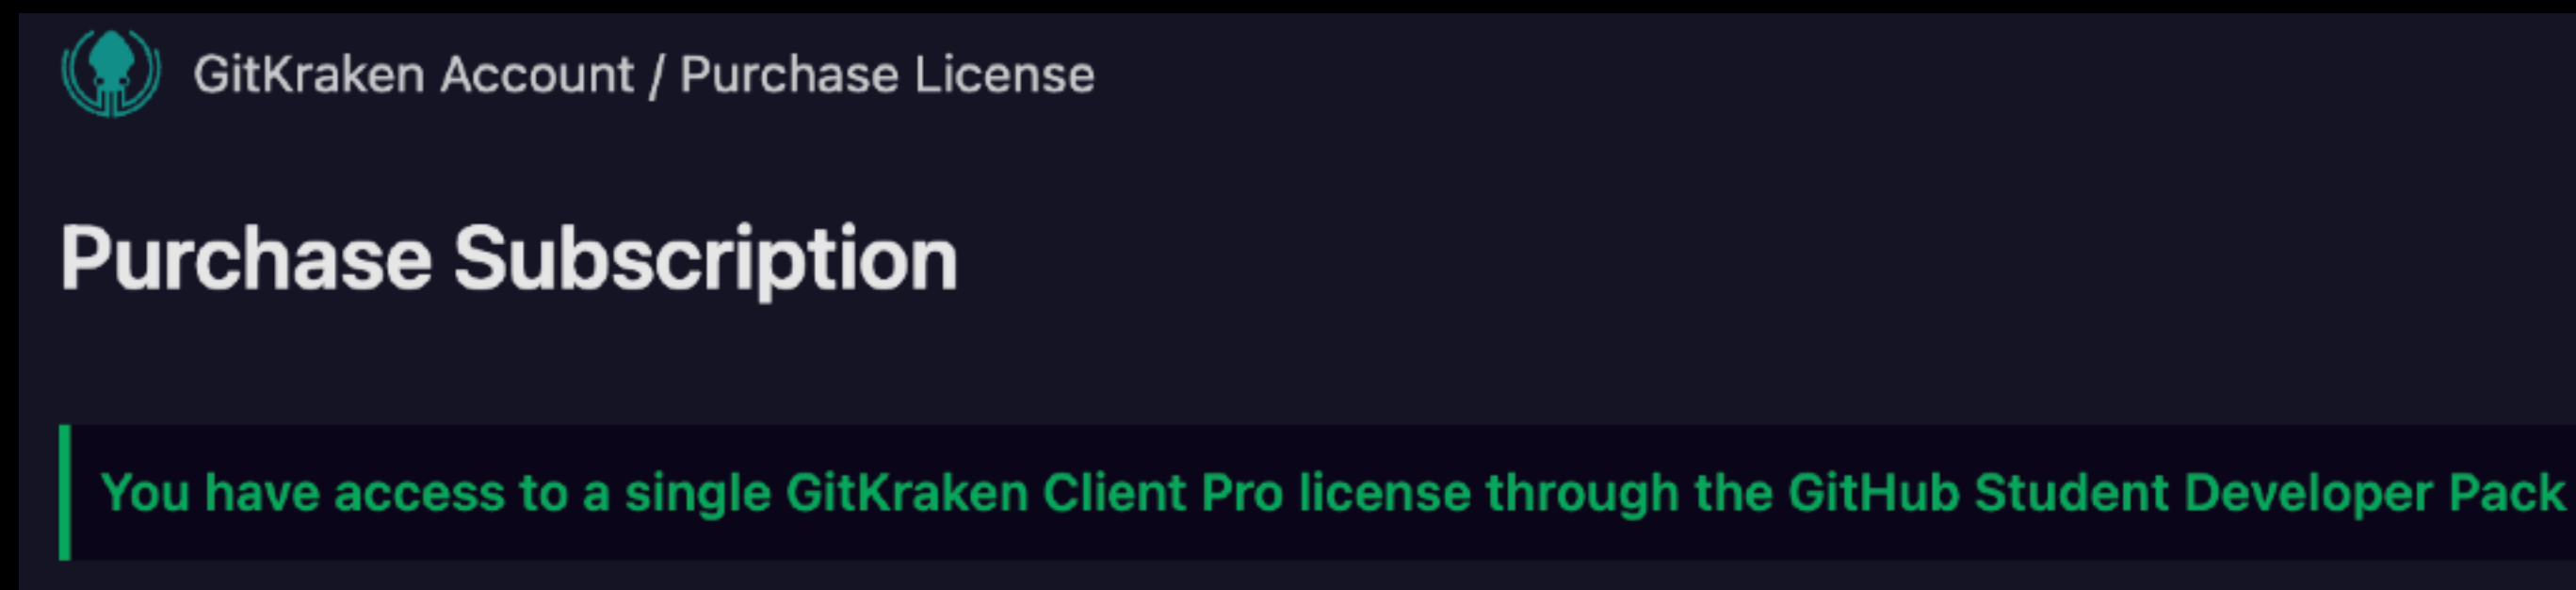 GitKraken Account / Purchase License
Purchase Subscription
You have access to a single GitKraken Client Pro license through the GitHub Student Developer Pack